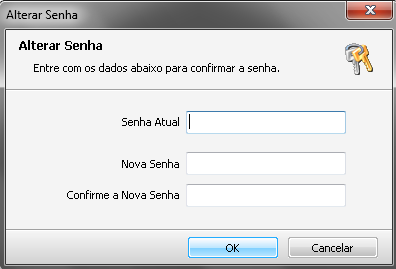 Alterar Senha
Alterar Senha
Entre com os dados abaixo para confirmar a senha.
Senha Atual
Nova Senha
Confirme a Nova Senha
OK
Cancelar